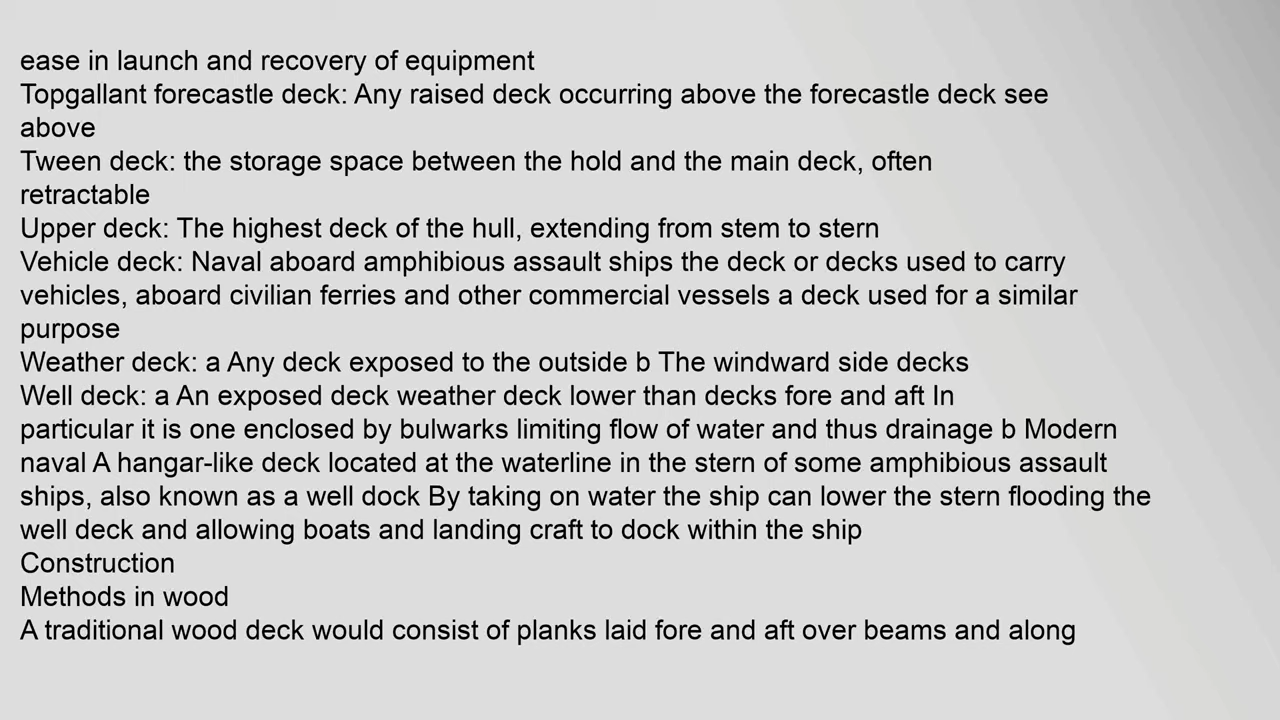 ease in launch and recovery of equipment
Topgallant forecastle deck: Any raised deck occurring above the forecastle deck see
above
Tween deck: the storage space between the hold and the main deck, often
retractable
Upper deck: The highest deck of the hull, extending from stem to stern
Vehicle deck: Naval aboard amphibious assault ships the deck or decks used to carry
vehicles, aboard civilian ferries and other commercial vessels a deck used for a similar
purpose
Weather deck: a Any deck exposed to the outside b The windward side decks
Well deck: a An exposed deck weather deck lower than decks fore and aft In
particular it is one enclosed by bulwarks limiting flow of water and thus drainage b Modern
naval A hangar-like deck located at the waterline in the stern of some amphibious assault
ships, also known as a well dock By taking on water the ship can lower the stern flooding the
well deck and allowing boats and landing craft to dock within the ship
Construction
Methods in wood
A traditional wood deck would consist of planks laid fore and aft over beams and along